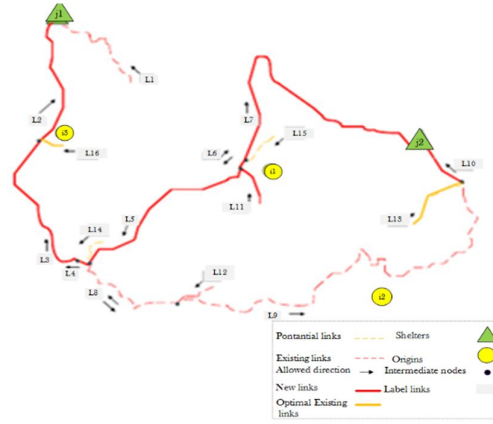 j1
L1
L2
i3
L16
L7
L15
L6
i1
j2
L10
L11
L13
L14
L5
L3
L4
L8
L12
L9
i2
Pontantial links Shelters
Existing links Origins
Allowed direction Intermediate nodes
New links Label links
Optimal Existing
links